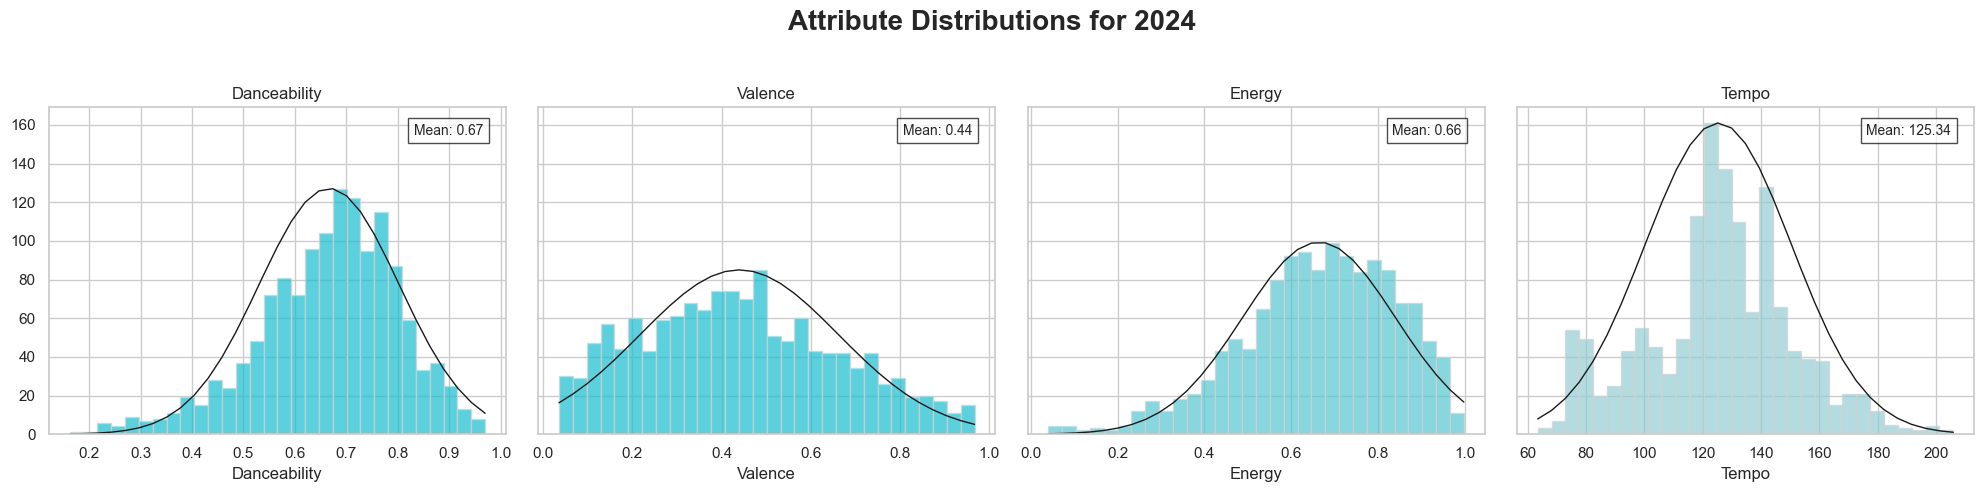 Attribute Distributions for 2024
Danceability
Mean: 0.67
160
140
120
100
80
60
40
20
0
0.2 0.3 0.4 0.5 0.6 0.7 0.8 0.9 1.0
Danceability
Valence
Mean: 0.44
0.0 0.2 0.4 0.6 0.8 1.0
Valence
Energy
Mean: 0.66
0.0 0.2 0.4 0.6 0.8 1.0
Energy
Tempo
Mean: 125.34
60 80 100 120 140 160 180 200
Tempo